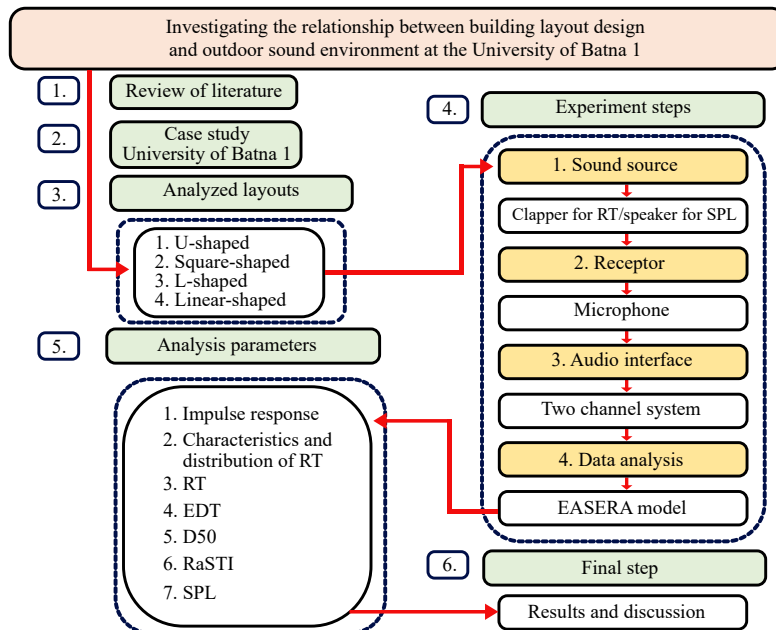 Investigating the relationship between building layout design
and outdoor sound environment at the University of Batna 1
1.
Review of literature
2.
Case study
University of Batna 1
3.
Analyzed layouts
1. U-shaped
2. Square-shaped
3. L-shaped
4. Linear-shaped
4.
Experiment steps
1. Sound source
Clapper for RT/speaker for SPL
2. Receptor
Microphone
3. Audio interface
Two channel system
4. Data analysis
EASERA model
5.
Analysis parameters
1. Impulse response
2. Characteristics and
distribution of RT
3. RT
4. EDT
5. D50
6. RaSTI
7. SPL
6.
Final step
Results and discussion